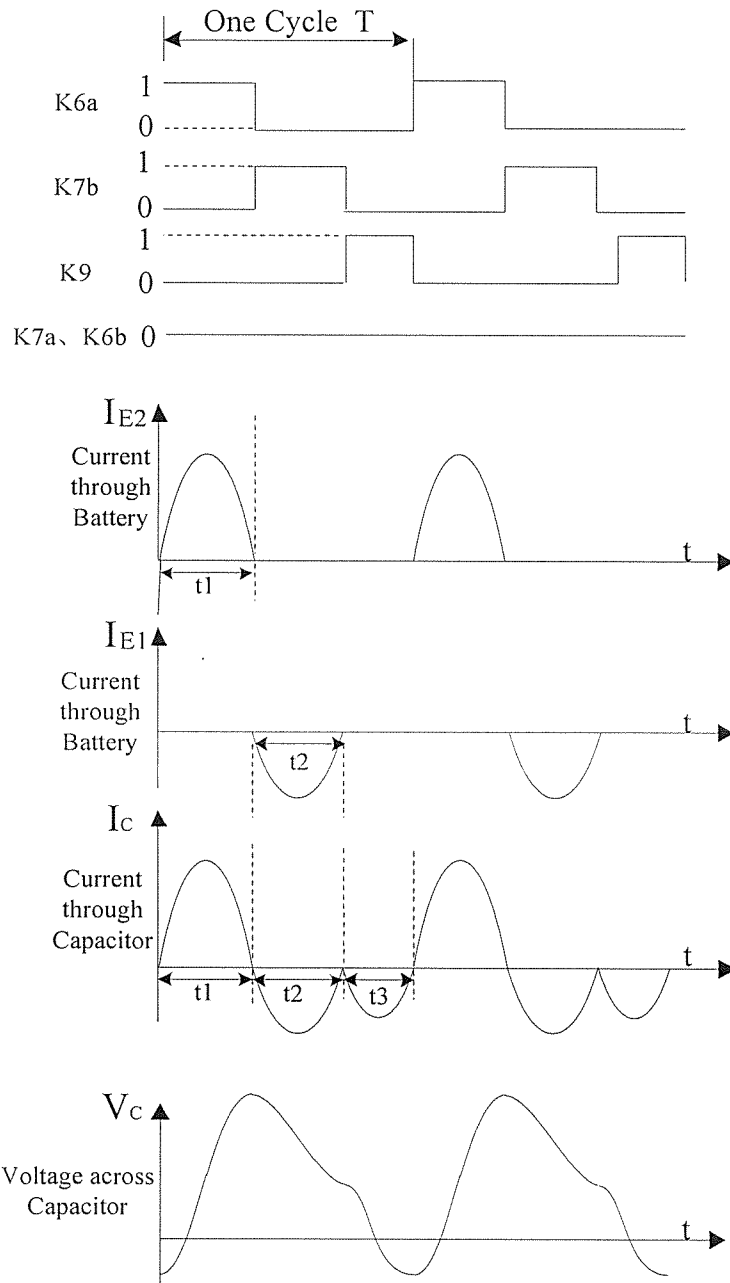 One Cycle T
K6a
1
0
K7b
1
0
K9
1
0
K7a、K6b 0
IE2
Current
through
Battery
t
t1
IE1
Current
through
Battery
t
t2
IC
Current
through
Capacitor
t
t1
t2
t3
VC
Voltage across
Capacitor
t